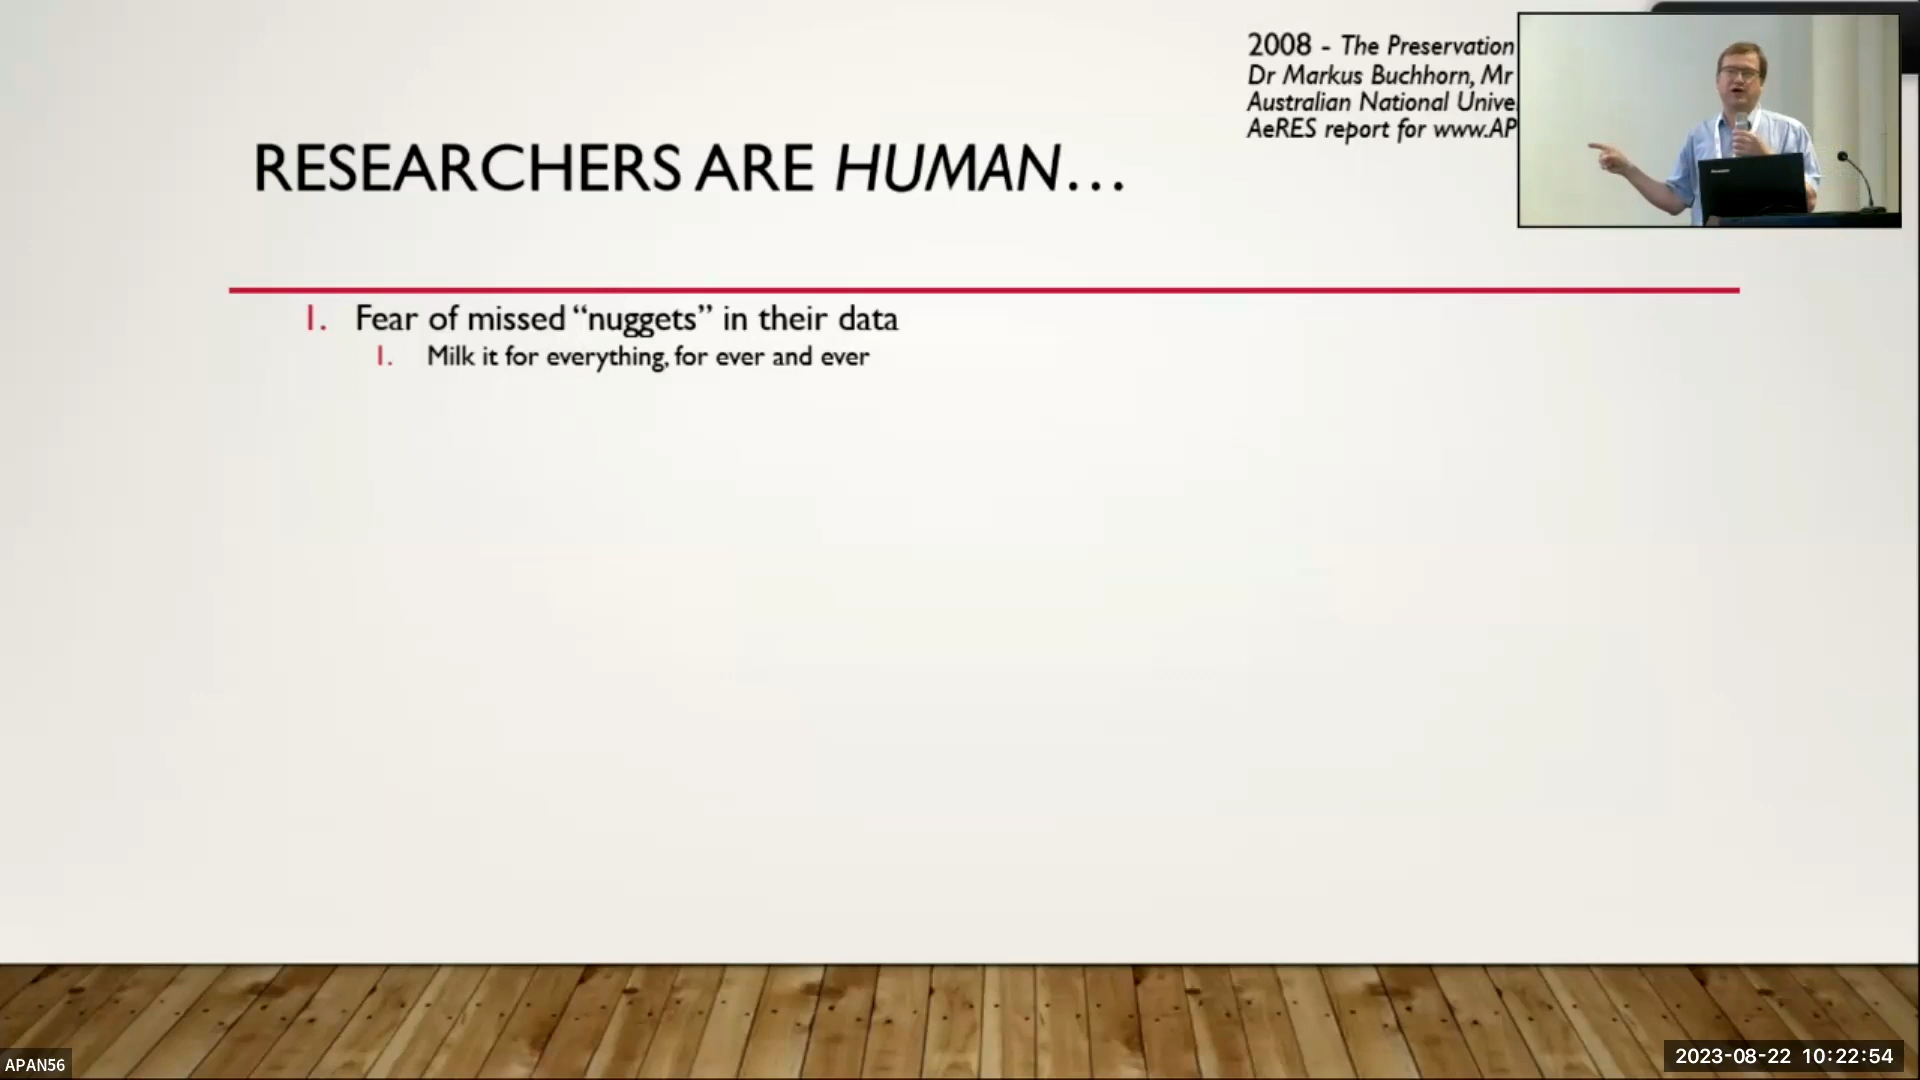 2008 - The Preservation
Dr Markus Buchhorn, Mr
Australian National Unive
AeRES report for www.AP
RESEARCHERS ARE HUMAN...
1. Fear of missed “nuggets” in their data
1. Milk it for everything, for ever and ever
APAN56
2023-08-22 10:22:54